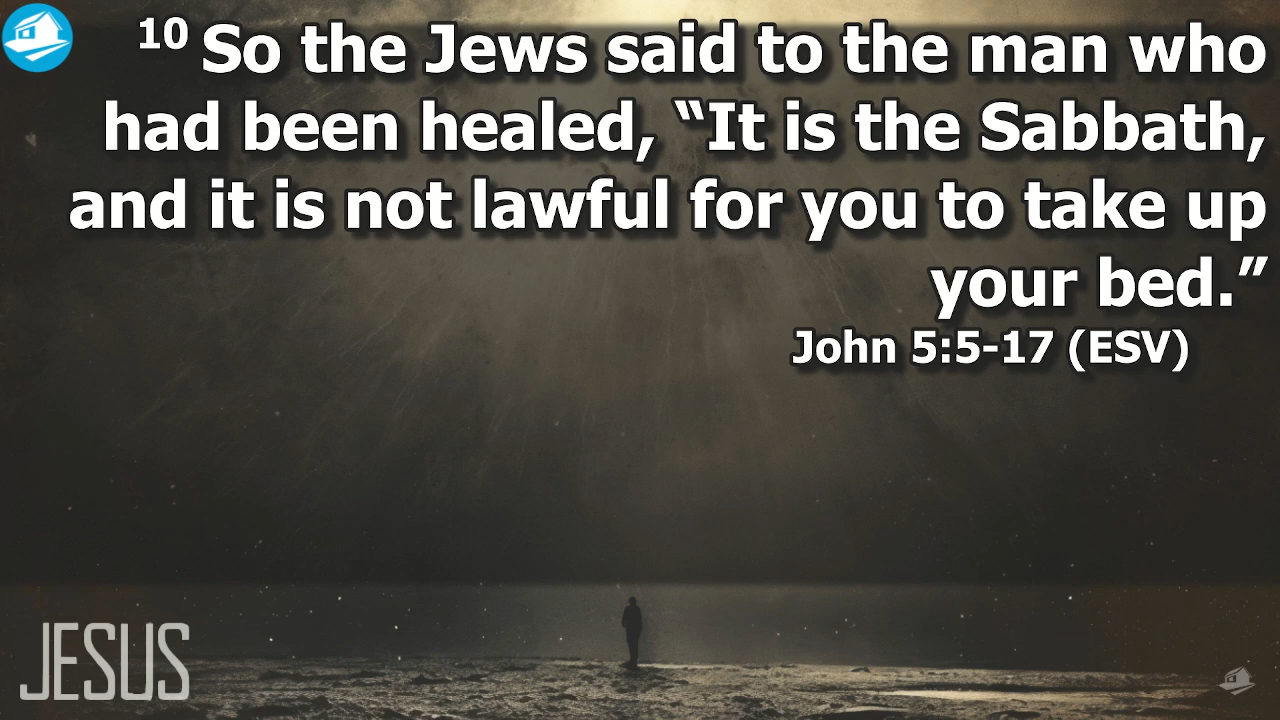 10 So the Jews said to the man who
had been healed, “It is the Sabbath,
and it is not lawful for you to take up
your bed.”
John 5:5-17 (ESV)
JESUS